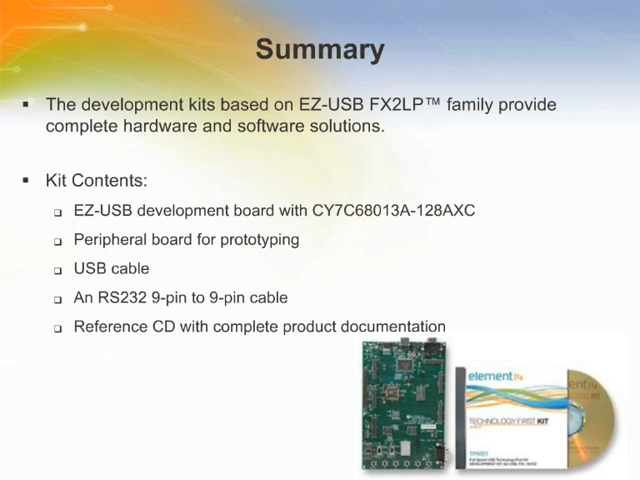 Summary
▪ The development kits based on EZ-USB FX2LP™ family provide
complete hardware and software solutions.
▪ Kit Contents:
❑ EZ-USB development board with CY7C68013A-128AXC
❑ Peripheral board for prototyping
❑ USB cable
❑ An RS232 9-pin to 9-pin cable
❑ Reference CD with complete product documentation
element14
TECHNOLOGY FIRST KIT